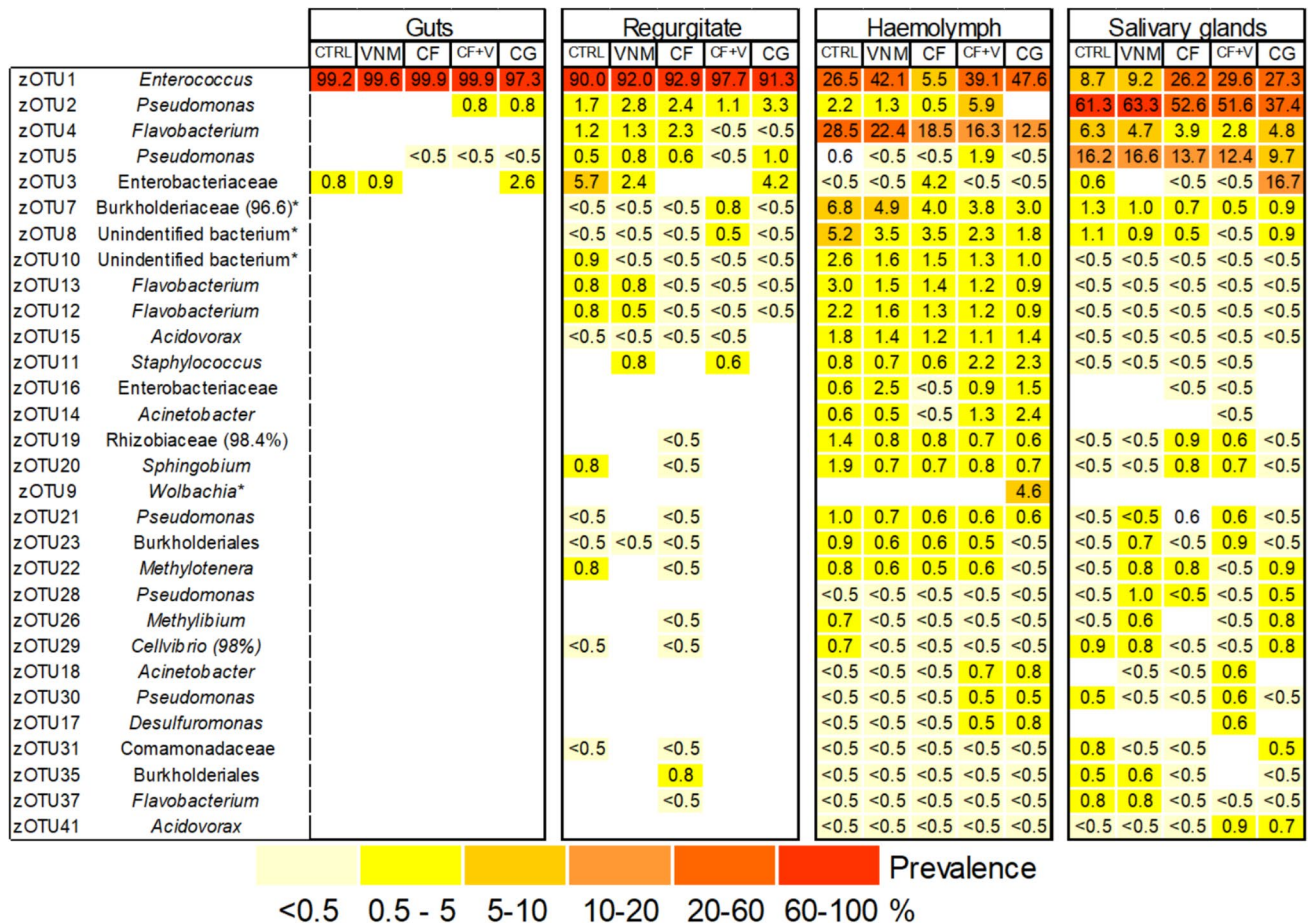 Guts Regurgitate Haemolymph Salivary glands
CTRL VNM CF CF+V CG CTRL VNM CF CF+V CG CTRL VNM CF CF+V CG CTRL VNM CF CF+V CG
zOTU1 Enterococcus 99.2 99.6 99.9 99.9 97.3 90.0 92.0 92.9 97.7 91.3 26.5 42.1 5.5 39.1 47.6 8.7 9.2 26.2 29.6 27.3
zOTU2 Pseudomonas 0.8 0.8 1.7 2.8 2.4 1.1 3.3 2.2 1.3 0.5 5.9 61.3 63.3 52.6 51.6 37.4
zOTU4 Flavobacterium 1.2 1.3 2.3 <0.5 <0.5 28.5 22.4 18.5 16.3 12.5 6.3 4.7 3.9 2.8 4.8
zOTU5 Pseudomonas <0.5 <0.5 <0.5 0.5 0.8 0.6 <0.5 1.0 0.6 <0.5 <0.5 1.9 <0.5 16.2 16.6 13.7 12.4 9.7
zOTU3 Enterobacteriaceae 0.8 0.9 2.6 5.7 2.4 4.2 <0.5 <0.5 4.2 <0.5 <0.5 0.6 <0.5 <0.5 16.7
zOTU7 Burkholderiaceae (96.6)* <0.5 <0.5 <0.5 0.8 <0.5 6.8 4.9 4.0 3.8 3.0 1.3 1.0 0.7 0.5 0.9
zOTU8 Unidentified bacterium* <0.5 <0.5 <0.5 0.5 <0.5 5.2 3.5 3.5 2.3 1.8 1.1 0.9 0.5 <0.5 0.9
zOTU10 Unidentified bacterium* 0.9 <0.5 <0.5 <0.5 <0.5 2.6 1.6 1.5 1.3 1.0 <0.5 <0.5 <0.5 <0.5 <0.5
zOTU13 Flavobacterium 0.8 0.8 <0.5 <0.5 <0.5 3.0 1.5 1.4 1.2 0.9 <0.5 <0.5 <0.5 <0.5 <0.5
zOTU12 Flavobacterium 0.8 0.5 <0.5 <0.5 <0.5 2.2 1.6 1.3 1.2 0.9 <0.5 <0.5 <0.5 <0.5 <0.5
zOTU15 Acidovorax <0.5 <0.5 <0.5 <0.5 1.8 1.4 1.2 1.1 1.4 <0.5 <0.5 <0.5 <0.5 <0.5
zOTU11 Staphylococcus 0.8 0.6 0.8 0.7 0.6 2.2 2.3 <0.5 <0.5 <0.5 <0.5
zOTU16 Enterobacteriaceae 0.6 2.5 <0.5 0.9 1.5 <0.5 <0.5
zOTU14 Acinetobacter 0.6 0.5 <0.5 1.3 2.4 <0.5
zOTU19 Rhizobiaceae (98.4%) <0.5 1.4 0.8 0.8 0.7 0.6 <0.5 <0.5 0.9 0.6 <0.5
zOTU20 Sphingobium 0.8 <0.5 1.9 0.7 0.7 0.8 0.7 <0.5 <0.5 0.8 0.7 <0.5
zOTU9 Wolbachia* 4.6
zOTU21 Pseudomonas <0.5 <0.5 1.0 0.7 0.6 0.6 0.6 <0.5 <0.5 0.6 0.6 <0.5
zOTU23 Burkholderiales <0.5 <0.5 <0.5 0.9 0.6 0.6 0.5 <0.5 <0.5 0.7 <0.5 0.9 <0.5
zOTU22 Methylotenera 0.8 <0.5 0.8 0.6 0.5 0.6 <0.5 <0.5 0.8 0.8 <0.5 0.9
zOTU28 Pseudomonas <0.5 <0.5 <0.5 <0.5 <0.5 <0.5 1.0 <0.5 <0.5 0.5
zOTU26 Methylibium <0.5 0.7 <0.5 <0.5 <0.5 <0.5 <0.5 0.6 <0.5 0.8
zOTU29 Cellvibrio (98%) <0.5 <0.5 0.7 <0.5 <0.5 <0.5 <0.5 0.9 0.8 <0.5 <0.5 0.8
zOTU18 Acinetobacter <0.5 <0.5 <0.5 0.7 0.8 <0.5 <0.5 0.6
zOTU30 Pseudomonas <0.5 <0.5 <0.5 0.5 0.5 0.5 <0.5 <0.5 0.6 <0.5
zOTU17 Desulfuromonas <0.5 <0.5 <0.5 0.5 0.8 0.6
zOTU31 Comamonadaceae <0.5 <0.5 <0.5 <0.5 <0.5 <0.5 <0.5 0.8 <0.5 <0.5 0.5
zOTU35 Burkholderiales 0.8 <0.5 <0.5 <0.5 <0.5 <0.5 0.5 0.6 <0.5 <0.5
zOTU37 Flavobacterium <0.5 <0.5 <0.5 <0.5 <0.5 <0.5 0.8 0.8 <0.5 <0.5 <0.5
zOTU41 Acidovorax <0.5 <0.5 <0.5 <0.5 <0.5 <0.5 <0.5 <0.5 0.9 0.7
Prevalence
<0.5 0.5 - 5 5-10 10-20 20-60 60-100 %